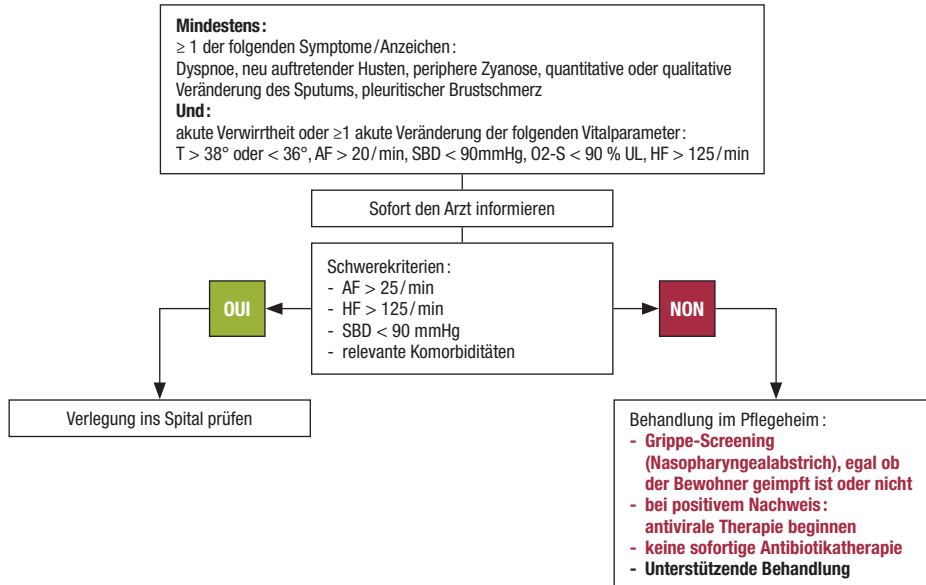 Mindestens:
≥ 1 der folgenden Symptome/Anzeichen:
Dyspnoe, neu auftretender Husten, periphere Zyanose, quantitative oder qualitative
Veränderung des Sputums, pleuritischer Brustschmerz
Und:
akute Verwirrtheit oder ≥1 akute Veränderung der folgenden Vitalparameter:
T > 38° oder < 36°, AF > 20/min, SBD < 90mmHg, O2-S < 90 % UL, HF > 125/min
Sofort den Arzt informieren
Schwerekriterien:
- AF > 25/min
- HF > 125/min
- SBD < 90 mmHg
- relevante Komorbiditäten
OUI
NON
Verlegung ins Spital prüfen
Behandlung im Pflegeheim:
- Grippe-Screening
(Nasopharyngealabstrich), egal ob
der Bewohner geimpft ist oder nicht
- bei positivem Nachweis:
antivirale Therapie beginnen
- keine sofortige Antibiotikatherapie
- Unterstützende Behandlung